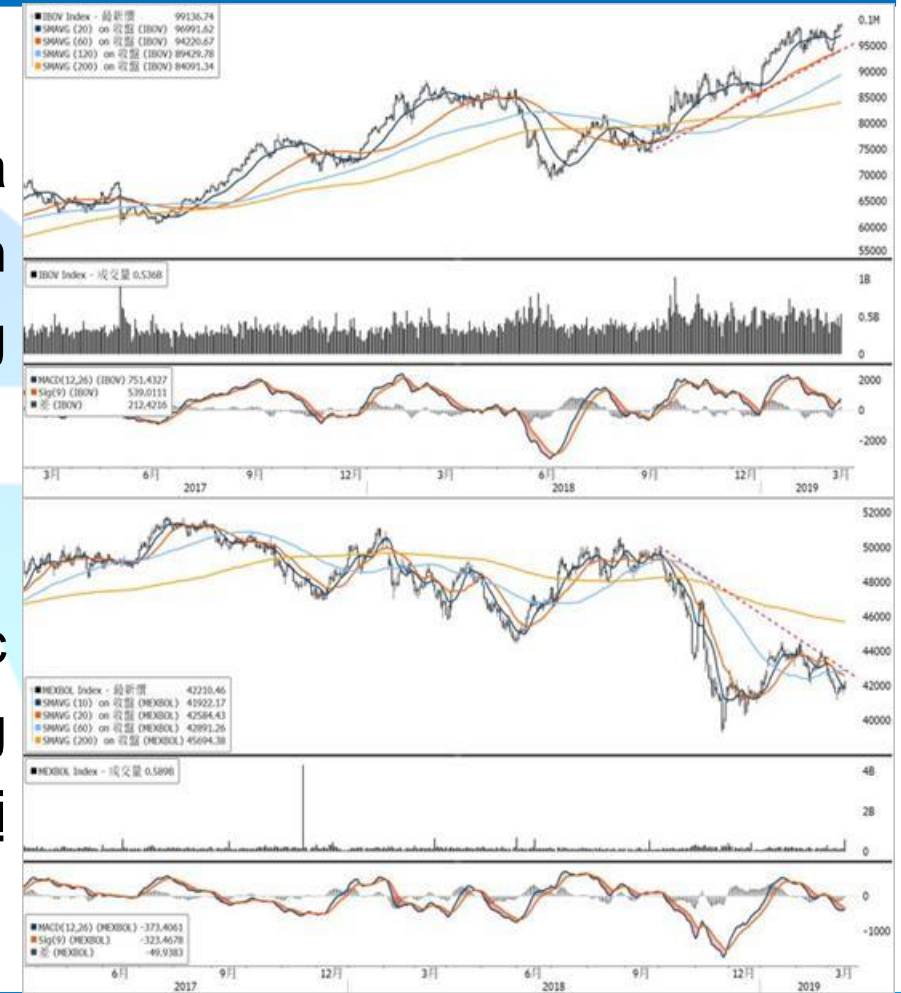 a
n
g
c
g
ị
IBOV Index - 最新價 99136.74
SMAVG (20) on 收盤 (IBOV) 96991.62
SMAVG (60) on 收盤 (IBOV) 94220.67
SMAVG (120) on 收盤 (IBOV) 89429.78
SMAVG (200) on 收盤 (IBOV) 84091.34
0.1M
95000
90000
85000
80000
75000
70000
65000
60000
55000
IBOV Index - 成交量 0.536B
1B
0.5B
0
MACD(12,26) (IBOV) 751.4327
Sig(9) (IBOV) 539.0111
差 (IBOV) 212.4216
2000
0
-2000
3月 6月 9月 12月 3月 6月 9月 12月 3月
2017 2018 2019
52000
50000
48000
46000
44000
42000
40000
MEXBOL Index - 最新價 42210.46
SMAVG (10) on 收盤 (MEXBOL) 41922.17
SMAVG (20) on 收盤 (MEXBOL) 42584.43
SMAVG (60) on 收盤 (MEXBOL) 42891.26
SMAVG (200) on 收盤 (MEXBOL) 45694.38
MEXBOL Index - 成交量 0.589B
4B
2B
0
MACD(12,26) (MEXBOL) -373.4061
Sig(9) (MEXBOL) -323.4678
差 (MEXBOL) -49.9383
0
-1000
6月 9月 12月 3月 6月 9月 12月 3月
2017 2018 2019